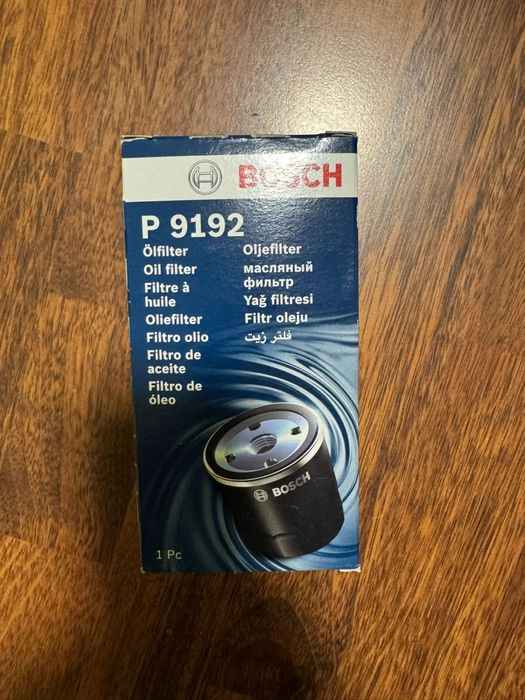 BOSCH
P 9192
Ölfilter
Oil filter
Filtre à
huile
Oliefilter
Filtro olio
Filtro de
aceite
Filtro de
óleo
Oljefilter
масляный
фильтр
Yağ filtresi
Filtr oleju
فلتر زيت
BOSCH
1 Pc